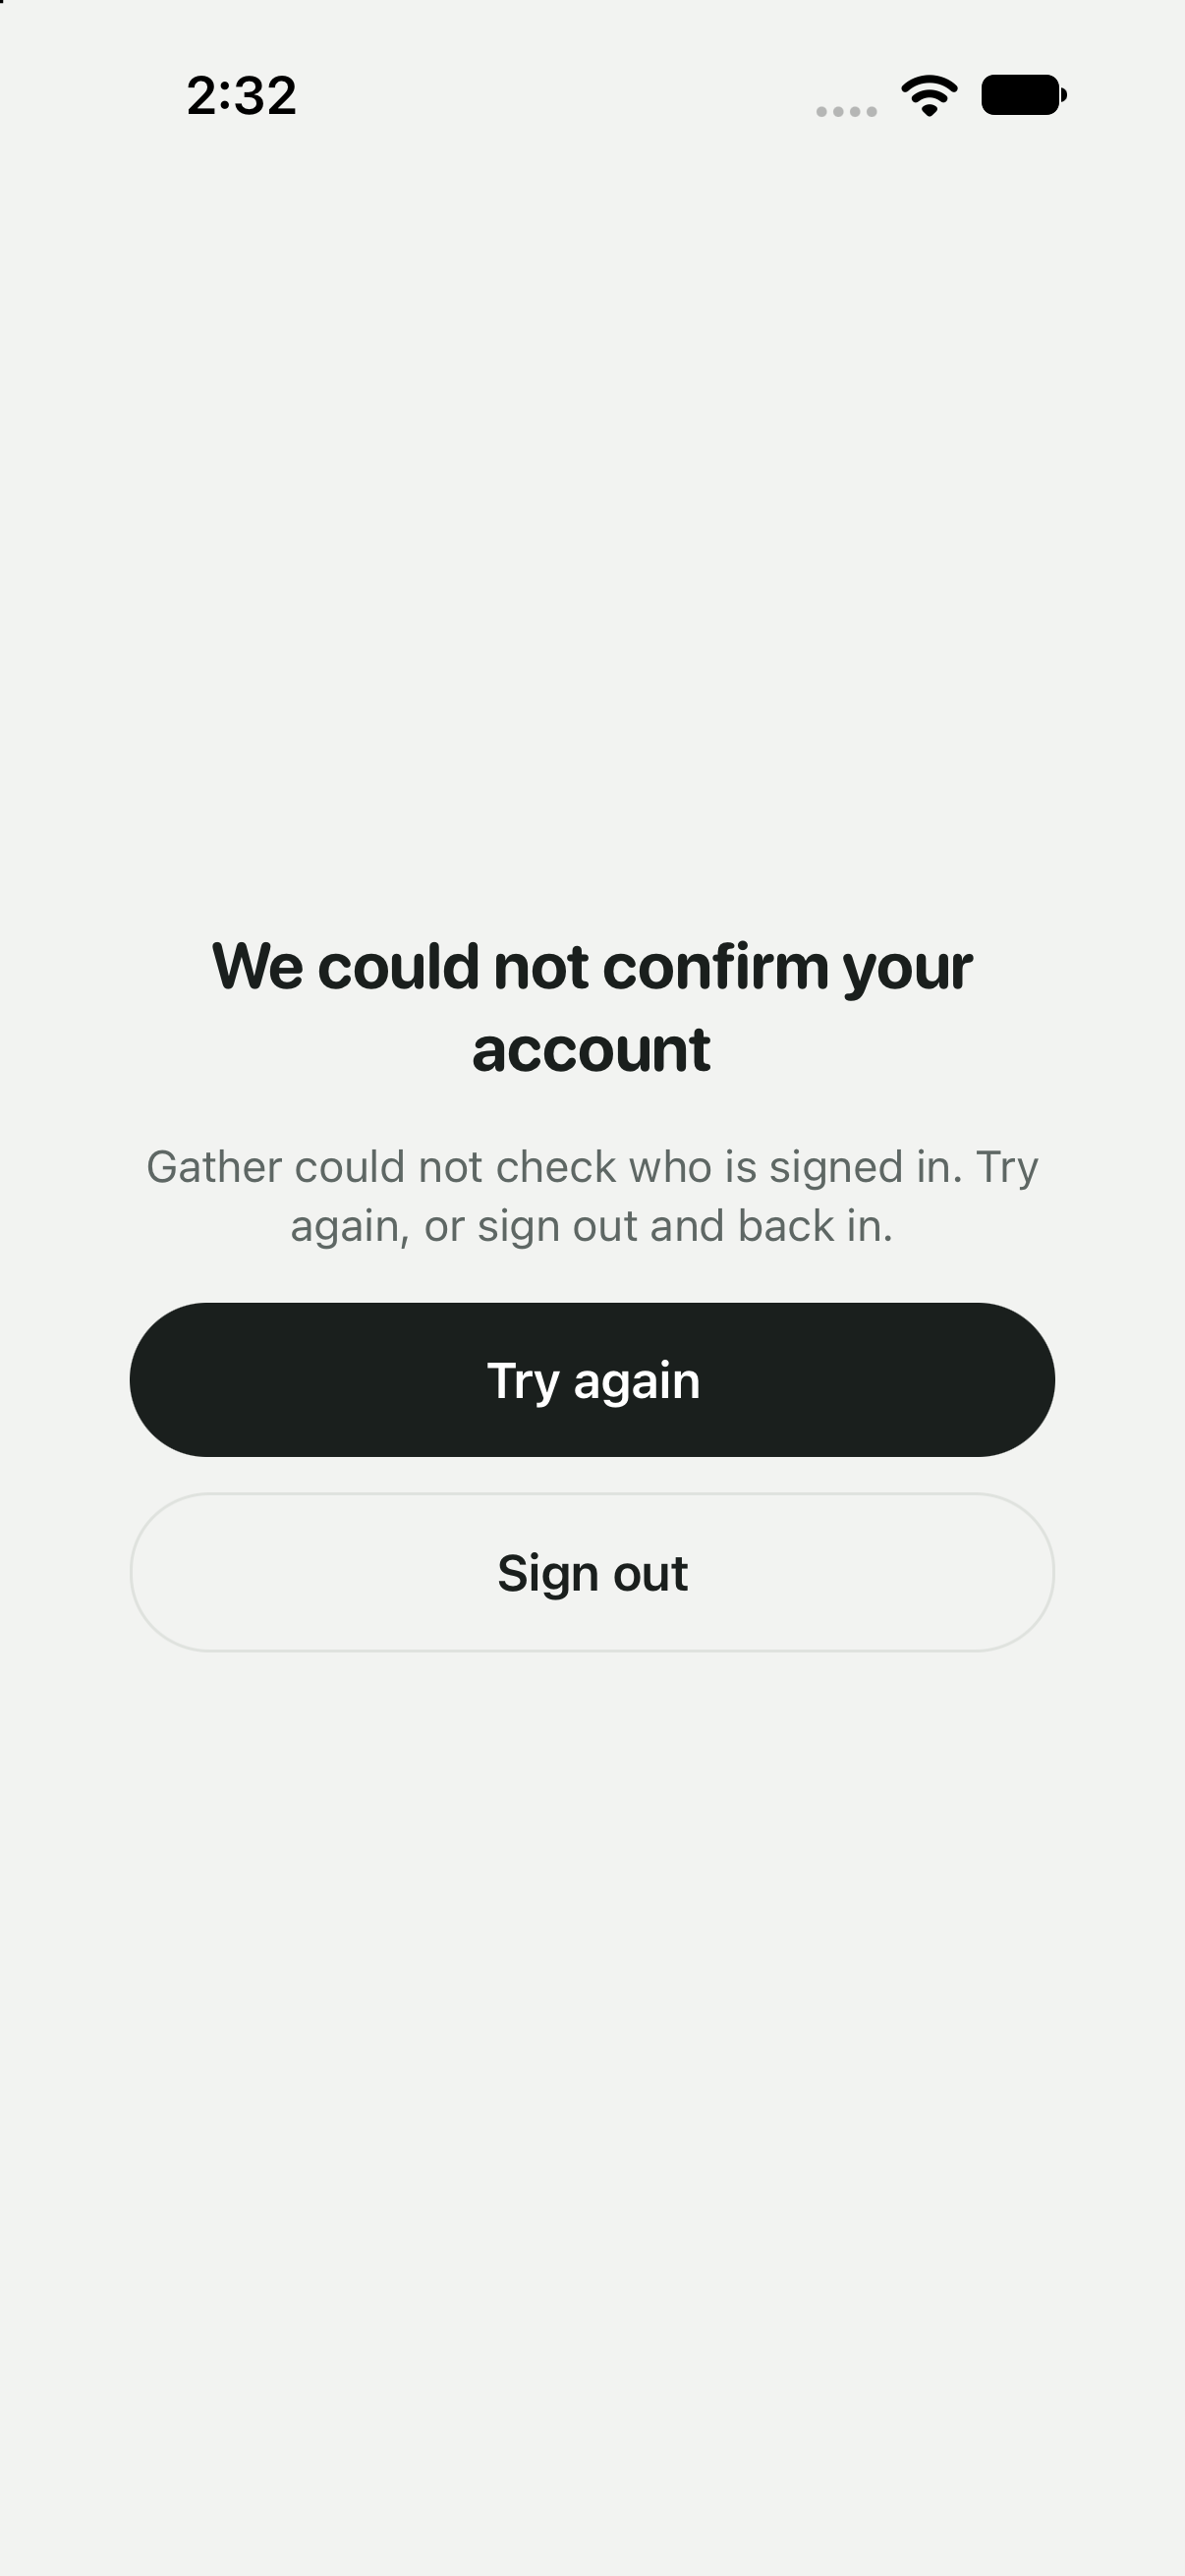 2:32
We could not confirm your
account
Gather could not check who is signed in. Try
again, or sign out and back in.
Try again
Sign out